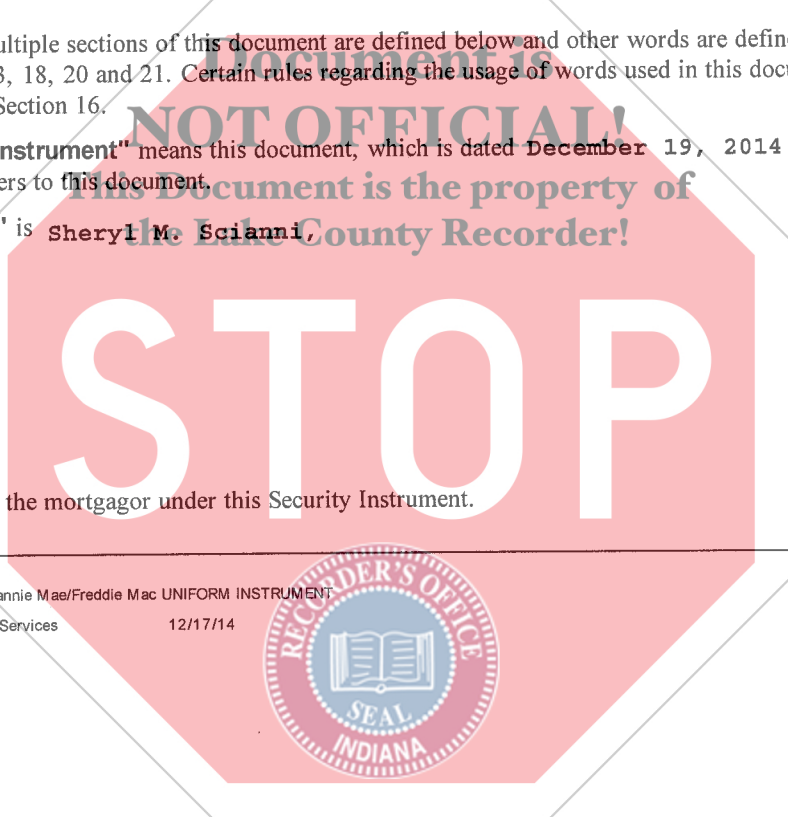 ultiple sections of this document are defined below and other words are define
3, 18, 20 and 21. Certain rules regarding the usage of words used in this docu
Section 16.
nstrument" means this document, which is dated December 19, 2014
ers to this document.
" is Sheryl M. Scianni,
Document is
NOT OFFICIAL!
This Document is the property of
the Lake County Recorder!
STOP
the mortgagor under this Security Instrument.
annie Mae/Freddie Mac UNIFORM INSTRUMENT
Services 12/17/14
RECORDER'S OFFICE
SEAL
INDIANA